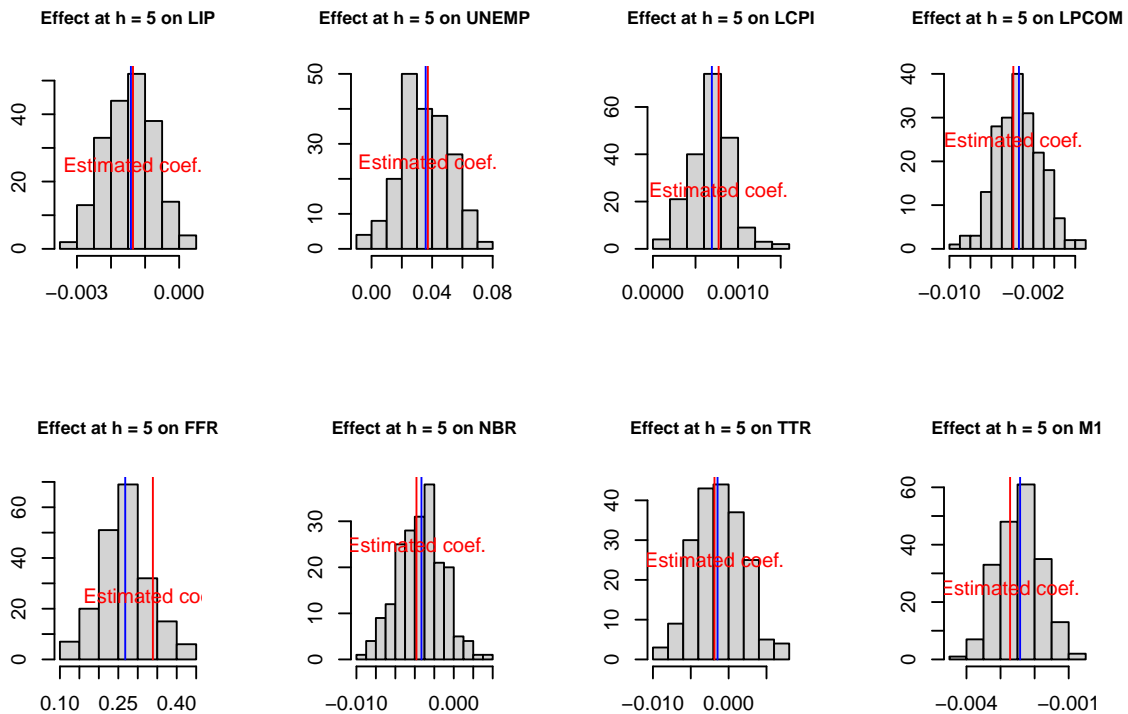 Effect at h = 5 on LIP
Effect at h = 5 on UNEMP
Effect at h = 5 on LCPI
Effect at h = 5 on LPCOM
0 20 40
Estimated coef.
−0.003 0.000
0 10 30 50
Estimated coef.
0.00 0.04 0.08
0 20 40 60
Estimated coef.
0.0000 0.0010
0 10 20 30 40
Estimated coef.
−0.010 −0.002
Effect at h = 5 on FFR
Effect at h = 5 on NBR
Effect at h = 5 on TTR
Effect at h = 5 on M1
0 20 40 60
Estimated co
0.10 0.25 0.40
0 10 20 30
Estimated coef.
−0.010 0.000
0 10 20 30 40
Estimated coef.
−0.010 0.000
0 20 40 60
Estimated coef.
−0.004 −0.001